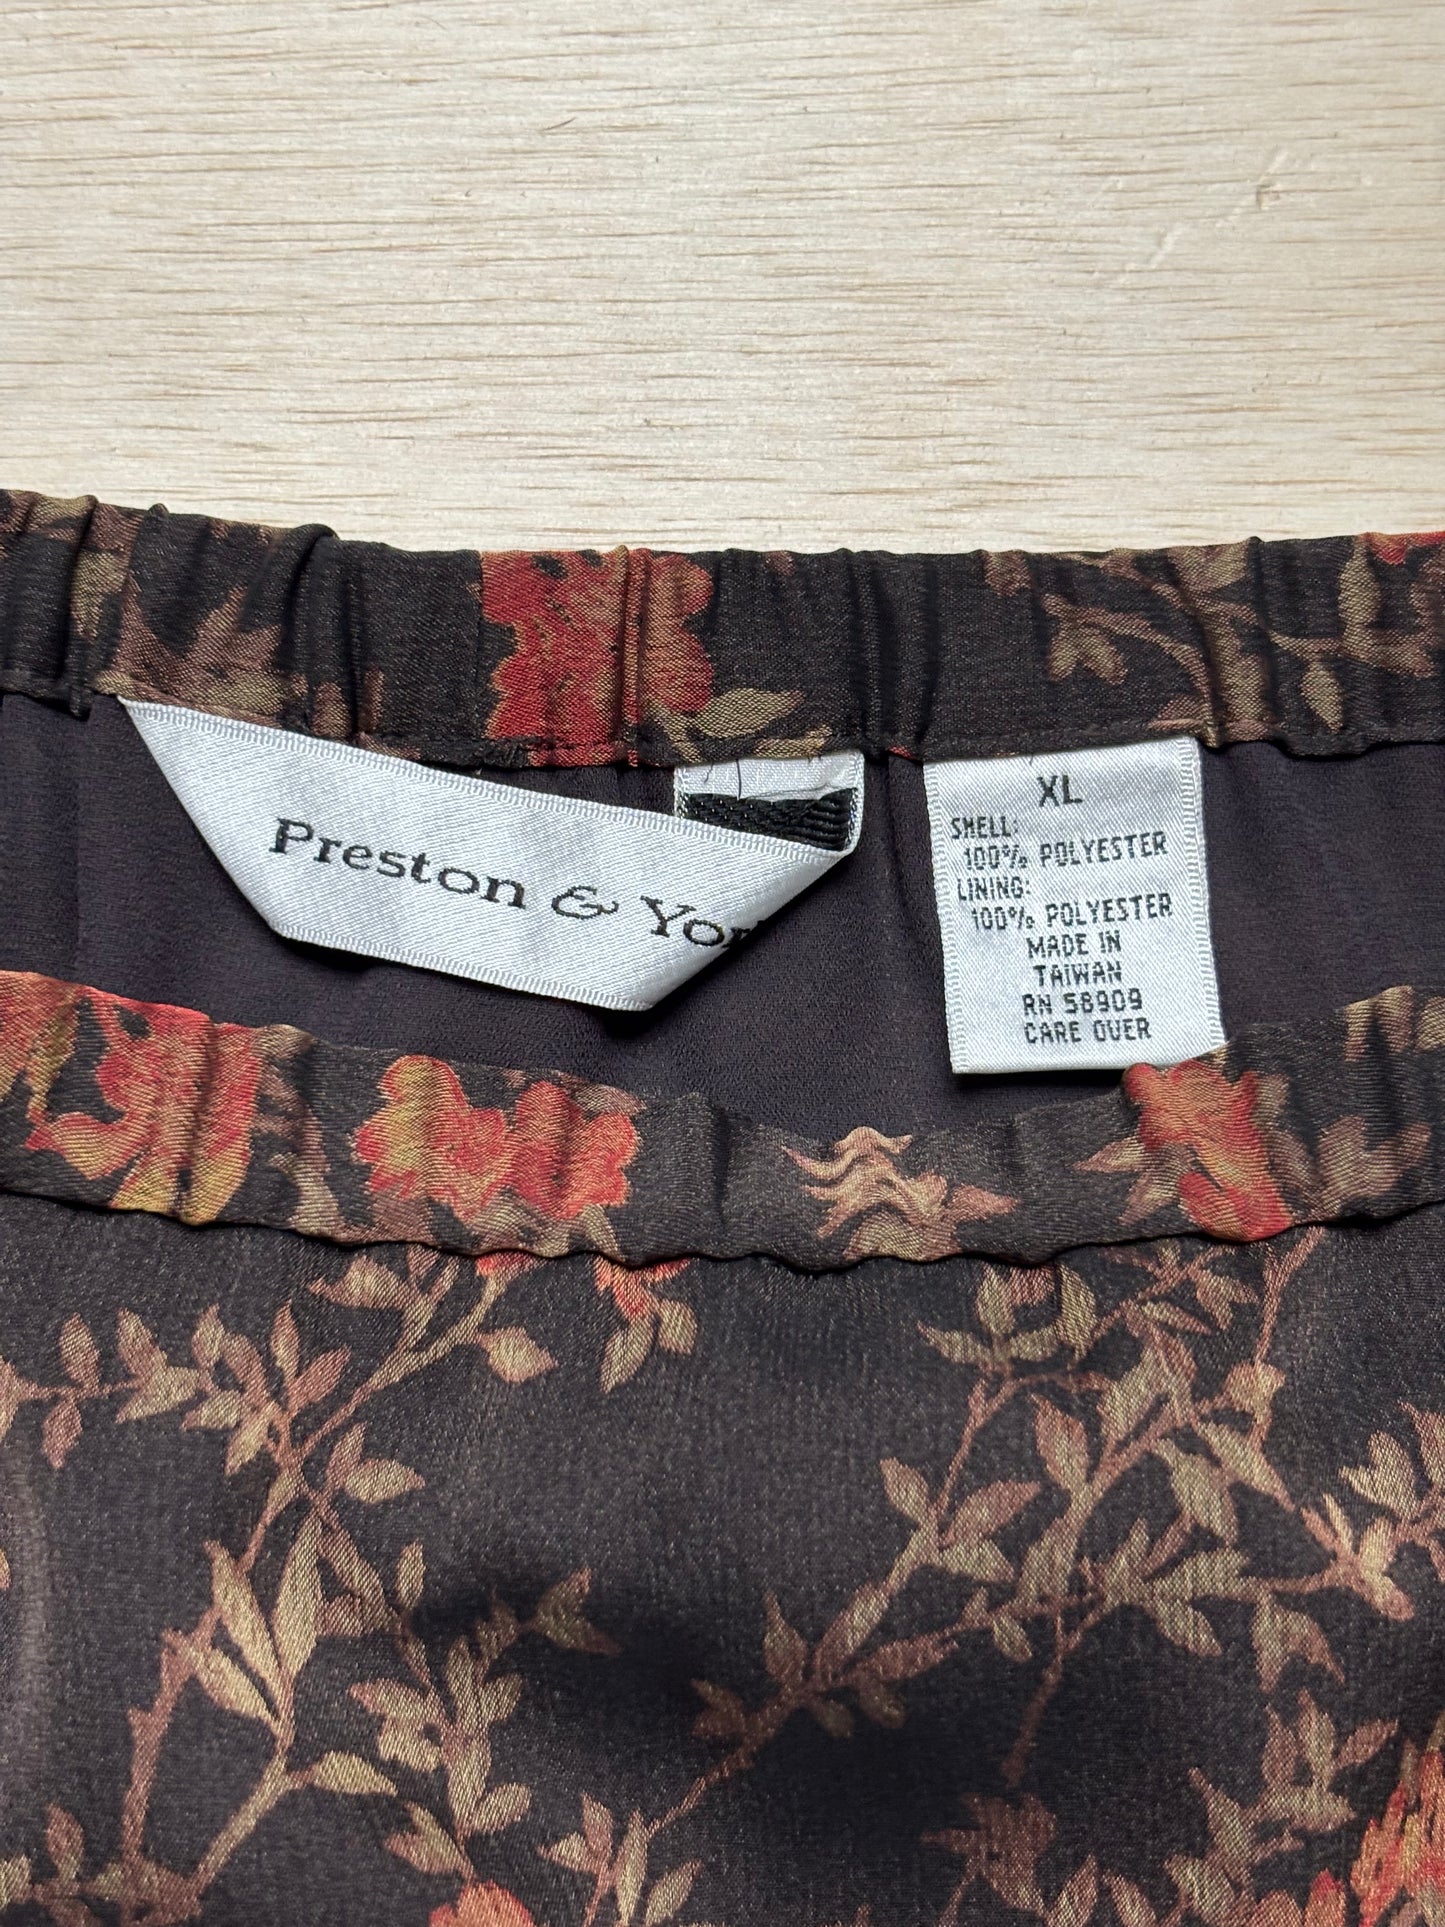 Preston & Yor
XL
SHELL:
100% POLYESTER
LINING:
100% POLYESTER
MADE IN
TAIWAN
RN 58909
CARE OVER